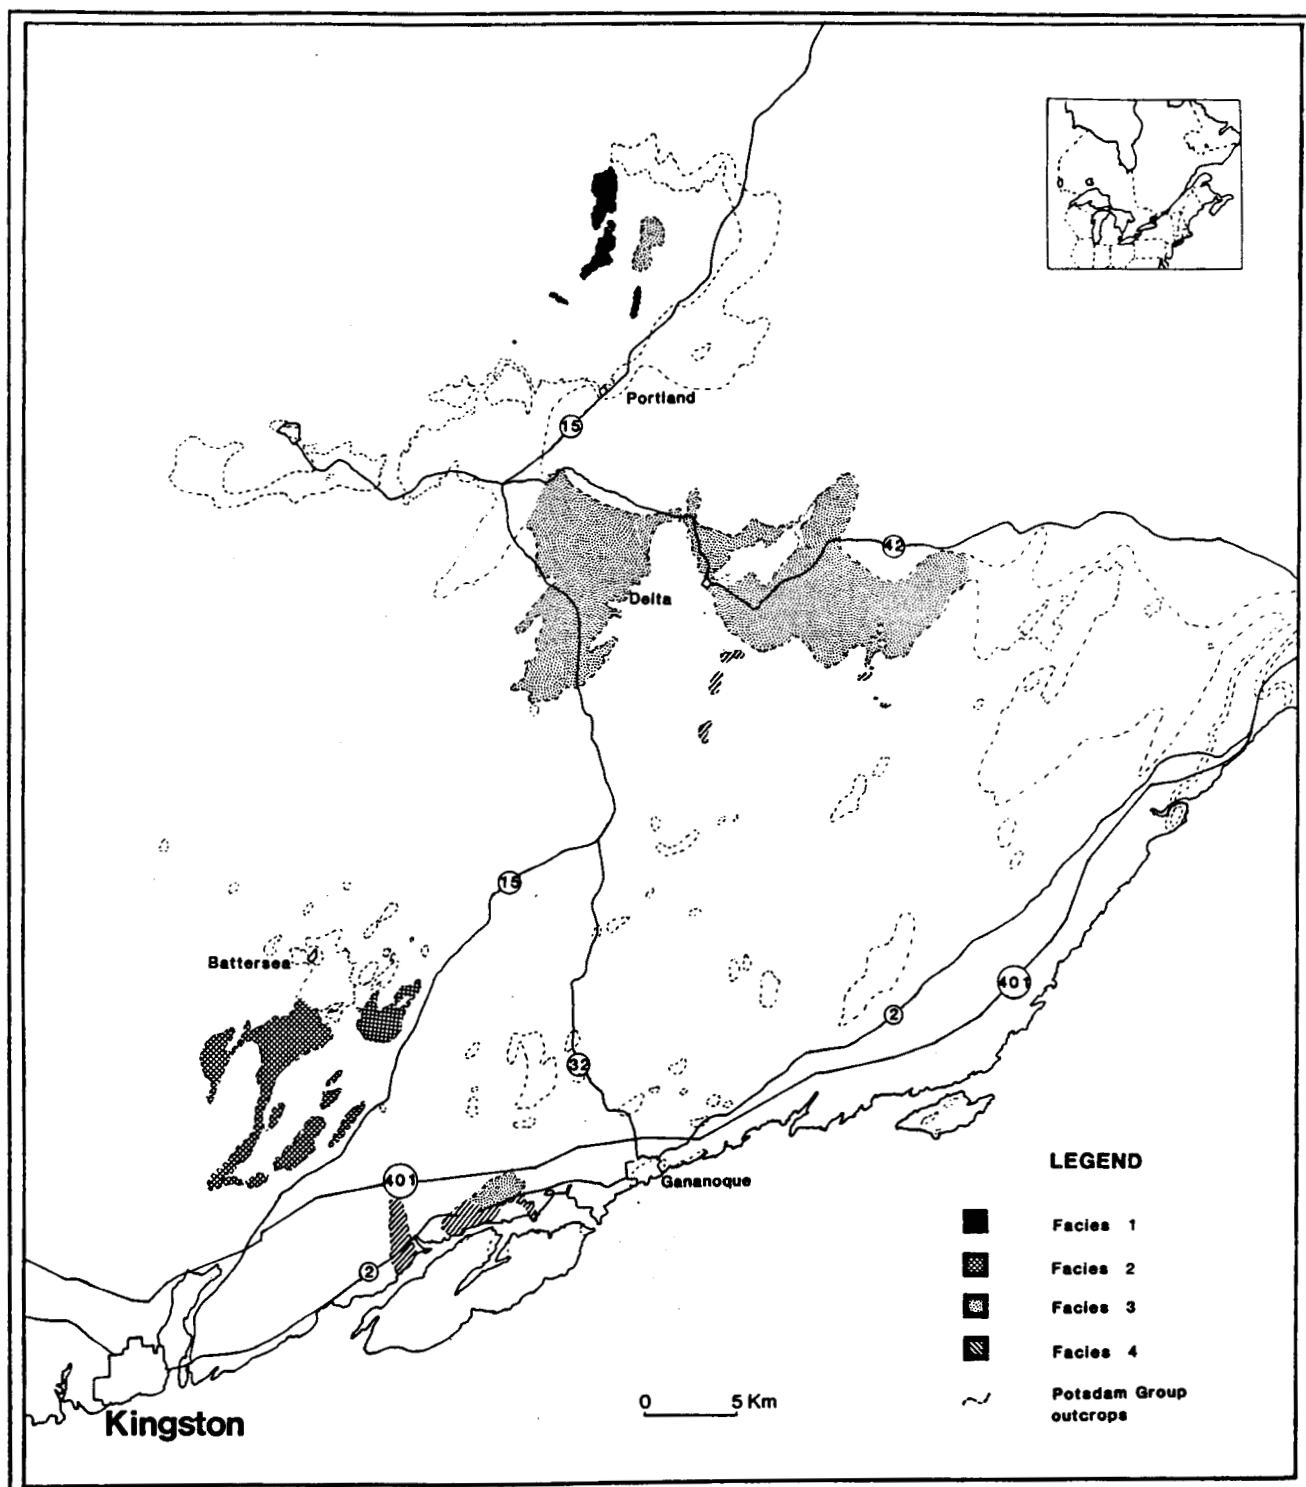 Portland
15
42
Delta
15
Battersea
401
2
32
401
Gananoque
2
Kingston
0 5 Km
LEGEND
Facies 1
Facies 2
Facies 3
Facies 4
Potsdam Group
outcrops